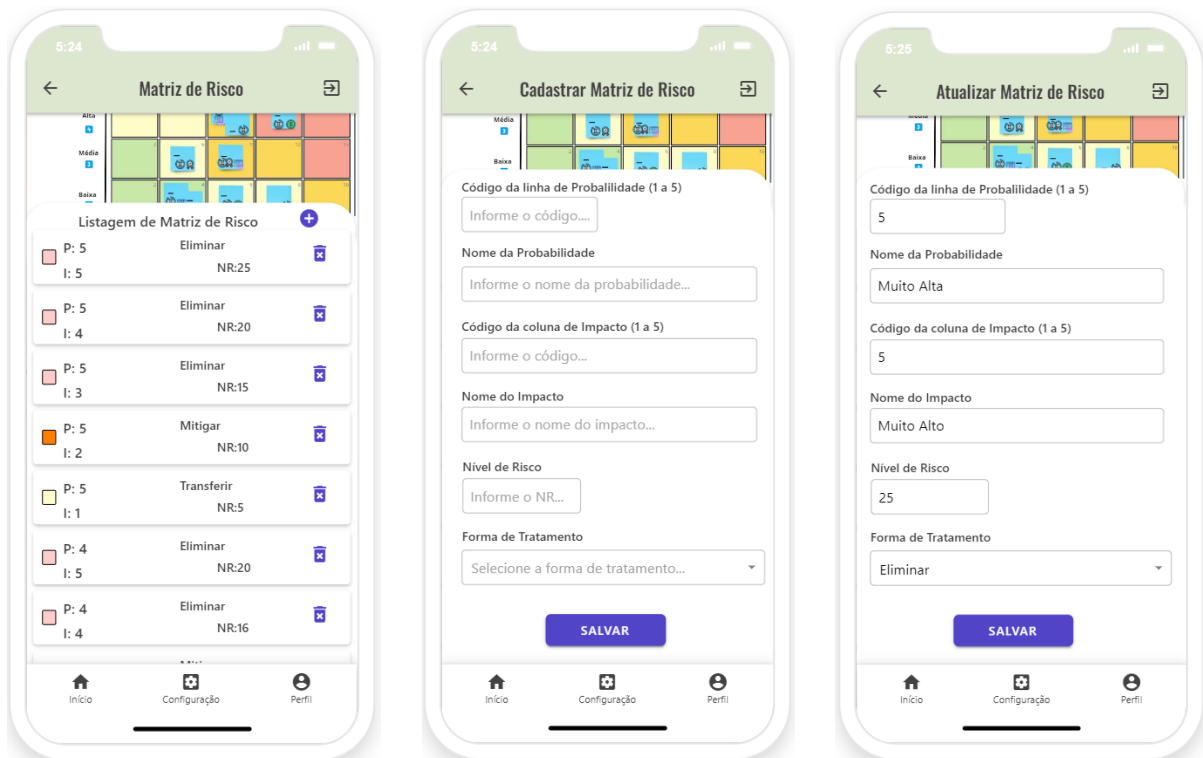 5:24
Matriz de Risco
Alta
4
Média
3
Baixa
Listagem de Matriz de Risco
P: 5
Eliminar
I: 5
NR:25
P: 5
Eliminar
I: 4
NR:20
P: 5
Eliminar
I: 3
NR:15
P: 5
Mitigar
I: 2
NR:10
P: 5
Transferir
I: 1
NR:5
P: 4
Eliminar
I: 5
NR:20
P: 4
Eliminar
I: 4
NR:16
Início
Configuração
Perfil
5:24
Cadastrar Matriz de Risco
Média
3
Baixa
Código da linha de Probalilidade (1 a 5)
Informe o código....
Nome da Probabilidade
Informe o nome da probabilidade...
Código da coluna de Impacto (1 a 5)
Informe o código...
Nome do Impacto
Informe o nome do impacto...
Nível de Risco
Informe o NR...
Forma de Tratamento
Selecione a forma de tratamento...
SALVAR
Início
Configuração
Perfil
5:25
Atualizar Matriz de Risco
3
Baixa
Código da linha de Probalilidade (1 a 5)
5
Nome da Probabilidade
Muito Alta
Código da coluna de Impacto (1 a 5)
5
Nome do Impacto
Muito Alto
Nível de Risco
25
Forma de Tratamento
Eliminar
SALVAR
Início
Configuração
Perfil